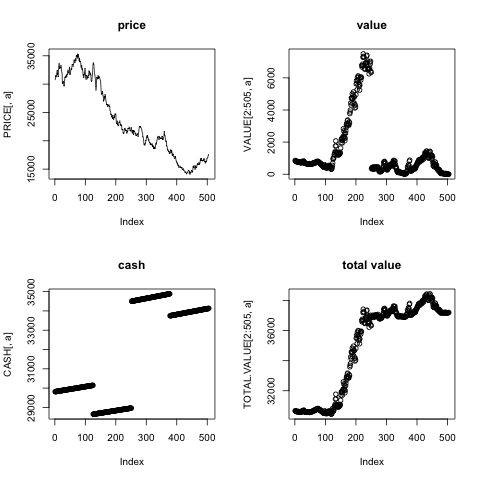 price
PRICE[, a]
15000 25000 35000
0 100 200 300 400 500
Index
value
VALUE[2:505, a]
0 2000 4000 6000
0 100 200 300 400 500
Index
cash
CASH[, a]
29000 31000 33000 35000
0 100 200 300 400 500
Index
total value
TOTAL.VALUE[2:505, a]
32000 36000
0 100 200 300 400 500
Index